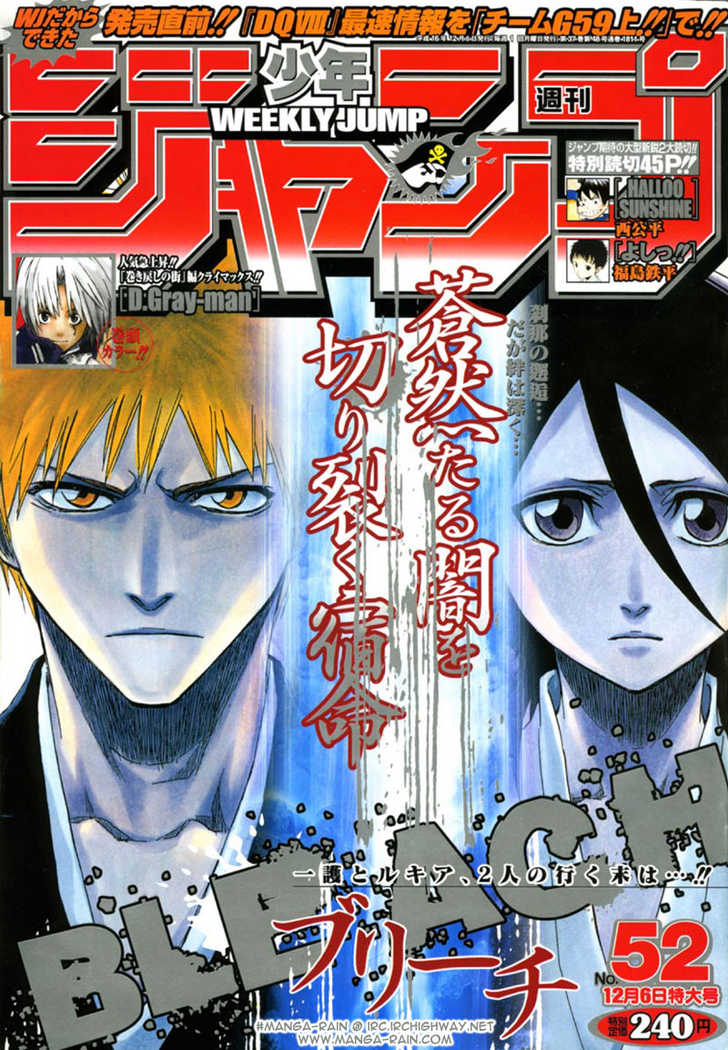 WJだから
できた
発売直前!!『DQⅧ』最速情報を『チームG59上!!』で!!
週刊
少年
ジャンプ
WEEKLY JUMP
ジャンプ期待の大型新鋭2大読切!!
特別読切45P!!
HALLOO
SUNSHINE
西公平
「よしっ!!」
福島鉄平
人気急上昇!!
「巻き戻しの街」編クライマックス!!
[D.Gray-man]
巻頭
カラー!!
刹那の邂逅…
だが絆は深く…
蒼然たる闇を
切り裂く宿命
BLEACH
一護とルキア、2人の行く末は……!!
ブリーチ
No.52
12月6日特大号
特別
定価
240円
#MANGA-RAIN @ IRC.IRCHIGHWAY.NET
WWW.MANGA-RAIN.COM